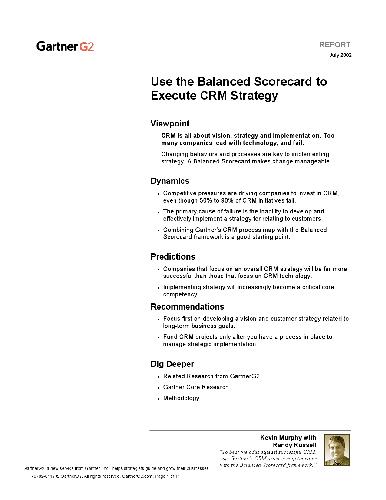 Gartner G2
REPORT
July 2002
Use the Balanced Scorecard to
Execute CRM Strategy
Viewpoint
CRM is all about vision, strategy and implementation. Too
many companies lead with technology, and fail.
Changing behaviors and processes are key to implementing
strategy. A Balanced Scorecard makes change manageable.
Dynamics
• Competitive pressures are driving companies to invest in CRM,
even though 50% to 80% of CRM initiatives fail.
• The primary cause of failure is the inability to develop and
effectively implement a strategy for relating to customers.
• Combining Gartner's CRM process map with the Balanced
Scorecard framework is a good starting point.
Predictions
• Companies that focus on an overall CRM strategy will be far more
successful than those that focus on CRM technology.
• Implementing strategy will increasingly become a critical core
competency.
Recommendations
• Focus first on developing a vision and customer strategy related to
long-term business goals.
• Fund CRM projects only after you have a process in place to
manage strategic implementation.
Dig Deeper
• Related Research from GartnerG2
• Gartner Core Research
• Methodology
Kevin Murphy with
Randy Russell